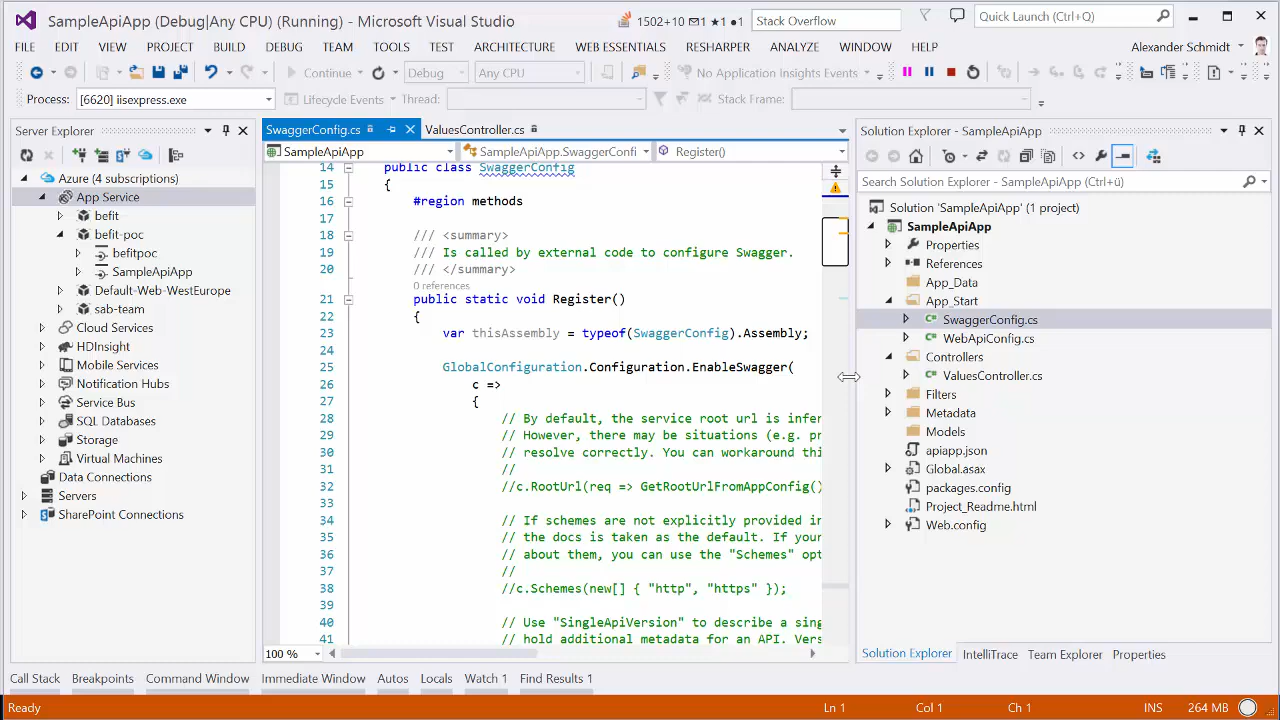 SampleApiApp (Debug|Any CPU) (Running) - Microsoft Visual Studio
1502+10 1 ★1 ●1
Stack Overflow
Quick Launch (Ctrl+Q)
FILE EDIT VIEW PROJECT BUILD DEBUG TEAM TOOLS TEST ARCHITECTURE WEB ESSENTIALS RESHARPER ANALYZE WINDOW HELP
Alexander Schmidt
Continue Debug Any CPU No Application Insights Events
Process: [6620] iisexpress.exe Lifecycle Events Thread: Stack Frame:
Server Explorer
Azure (4 subscriptions)
App Service
befit
befit-poc
befitpoc
SampleApiApp
Default-Web-WestEurope
sab-team
Cloud Services
HDInsight
Mobile Services
Notification Hubs
Service Bus
SQL Databases
Storage
Virtual Machines
Data Connections
Servers
SharePoint Connections
SwaggerConfig.cs ValuesController.cs
SampleApiApp SampleApiApp.SwaggerConfi Register()
14 public class SwaggerConfig
15 {
16 #region methods
17
18 /// <summary>
19 /// Is called by external code to configure Swagger.
20 /// </summary>
0 references
21 public static void Register()
22 {
23 var thisAssembly = typeof(SwaggerConfig).Assembly;
24
25 GlobalConfiguration.Configuration.EnableSwagger(
26 c =>
27 {
28 // By default, the service root url is infer
29 // However, there may be situations (e.g. pr
30 // resolve correctly. You can workaround thi
31 //
32 //c.RootUrl(req => GetRootUrlFromAppConfig()
33
34 // If schemes are not explicitly provided in
35 // the docs is taken as the default. If your
36 // about them, you can use the "Schemes" opt
37 //
38 //c.Schemes(new[] { "http", "https" });
39
40 // Use "SingleApiVersion" to describe a sing
41 // hold additional metadata for an API. Vers
100 %
Solution Explorer - SampleApiApp
Search Solution Explorer - SampleApiApp (Ctrl+ü)
Solution 'SampleApiApp' (1 project)
SampleApiApp
Properties
References
App_Data
App_Start
SwaggerConfig.cs
WebApiConfig.cs
Controllers
ValuesController.cs
Filters
Metadata
Models
apiapp.json
Global.asax
packages.config
Project_Readme.html
Web.config
Solution Explorer IntelliTrace Team Explorer Properties
Call Stack Breakpoints Command Window Immediate Window Autos Locals Watch 1 Find Results 1
Ready Ln 1 Col 1 Ch 1 INS 264 MB